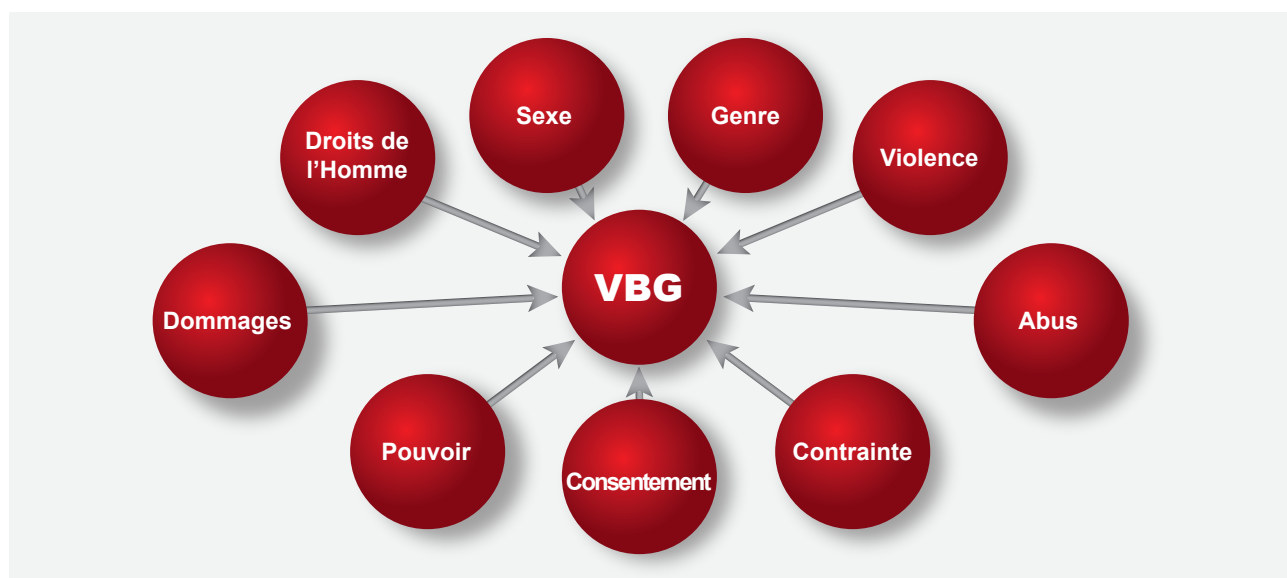 Sexe
Genre
Droits de
l'Homme
Violence
VBG
Dommages
Abus
Pouvoir
Consentement
Contrainte